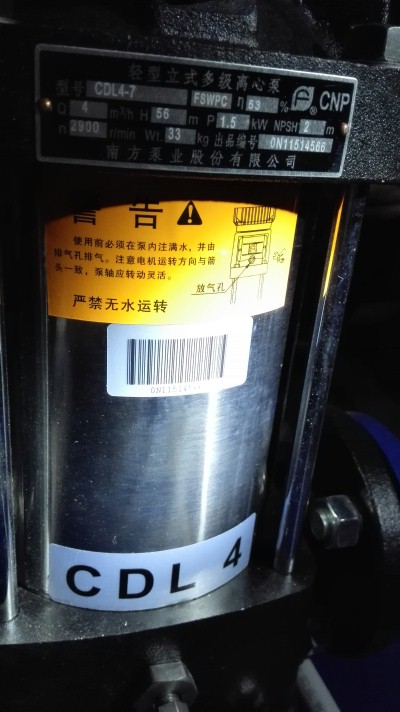 轻型立式多级离心泵
型号 CDL4-7 FSWPC η 53 % ® CNP
Q 4 m³/h H 56 m P 1.5 kW NPSH 2 m
n 2900 r/min Wt. 33 kg 出品编号 0N11514566
南方泵业股份有限公司
警告
使用前必须在泵内注满水，并由
排气孔排气。注意电机运转方向与箭
头一致，泵轴应转动灵活。
放气孔
严禁无水运转
CDL 4